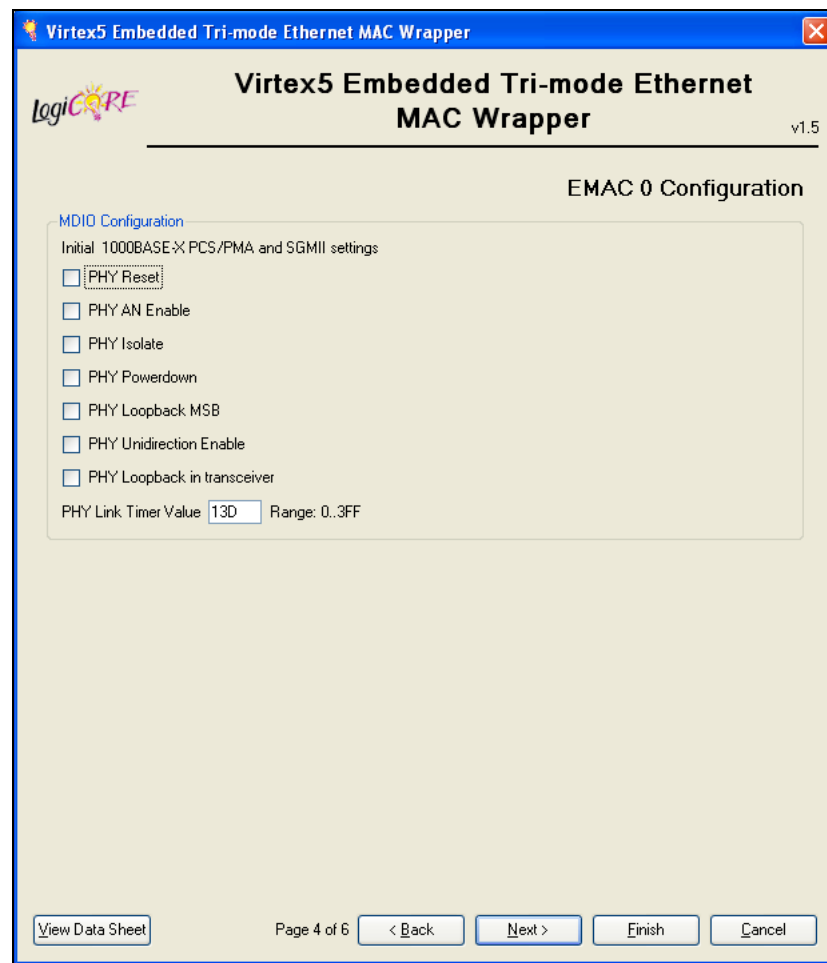 Virtex5 Embedded Tri-mode Ethernet MAC Wrapper
LogiCORE
Virtex5 Embedded Tri-mode Ethernet
MAC Wrapper
v1.5
EMAC 0 Configuration
MDIO Configuration
Initial 1000BASE-X PCS/PMA and SGMII settings
PHY Reset
PHY AN Enable
PHY Isolate
PHY Powerdown
PHY Loopback MSB
PHY Unidirection Enable
PHY Loopback in transceiver
PHY Link Timer Value 13D Range: 0..3FF
View Data Sheet Page 4 of 6 < Back Next > Finish Cancel